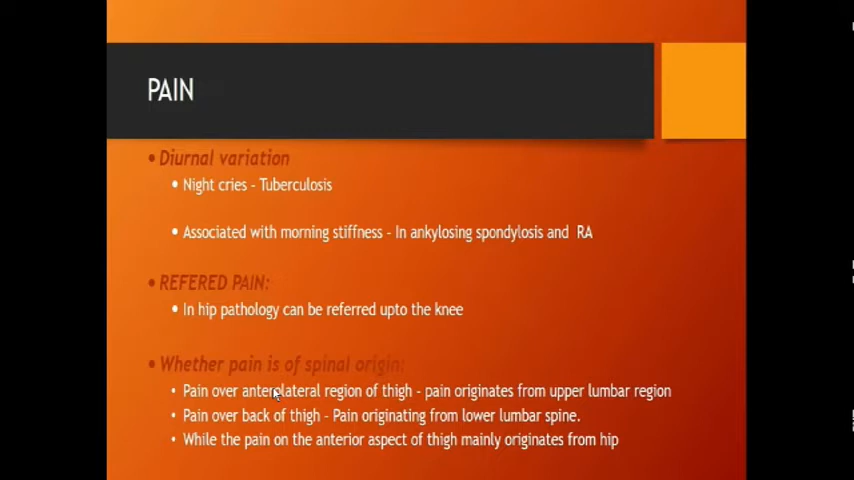 PAIN
• Diurnal variation
• Night cries - Tuberculosis
• Associated with morning stiffness - In ankylosing spondylosis and RA
• REFERED PAIN:
• In hip pathology can be referred upto the knee
• Whether pain is of spinal origin:
• Pain over anterolateral region of thigh - pain originates from upper lumbar region
• Pain over back of thigh - Pain originating from lower lumbar spine.
• While the pain on the anterior aspect of thigh mainly originates from hip